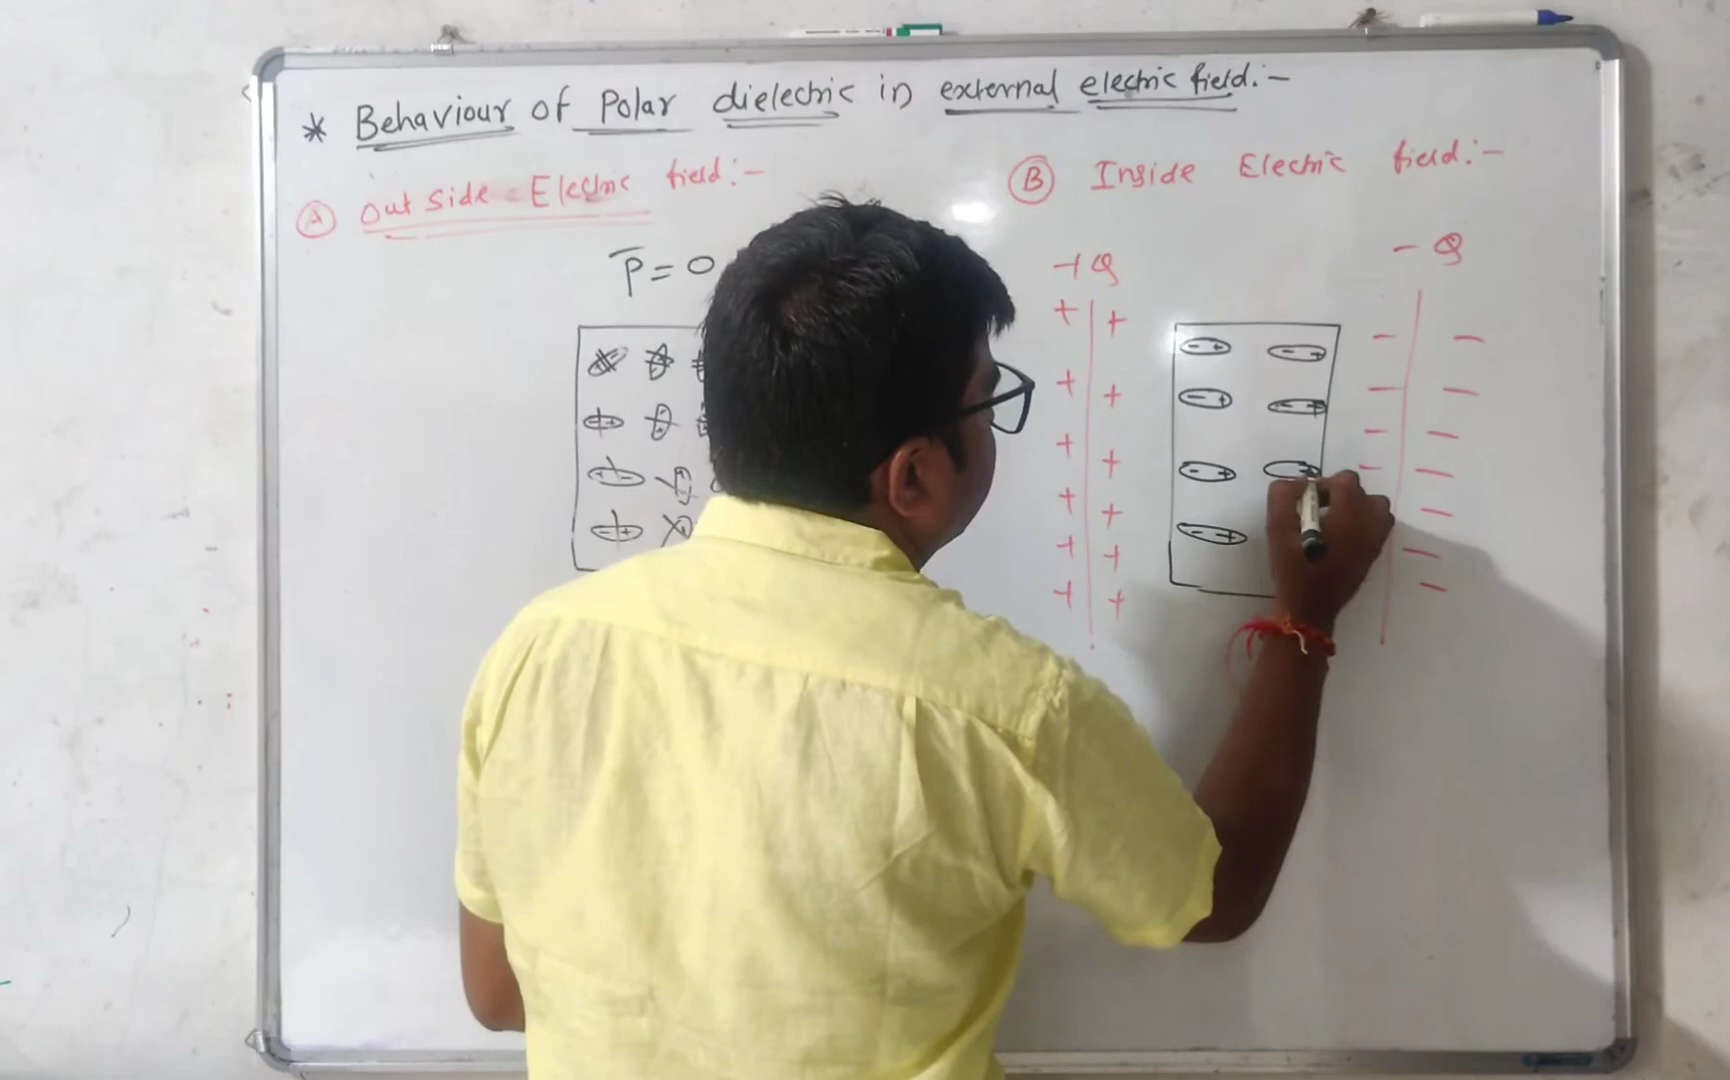 * Behaviour of Polar dielectric in external electric field:-
(A) Out Side Electric field:-
(B) Inside Electric field:-
P̅ = 0
+Q
- Q